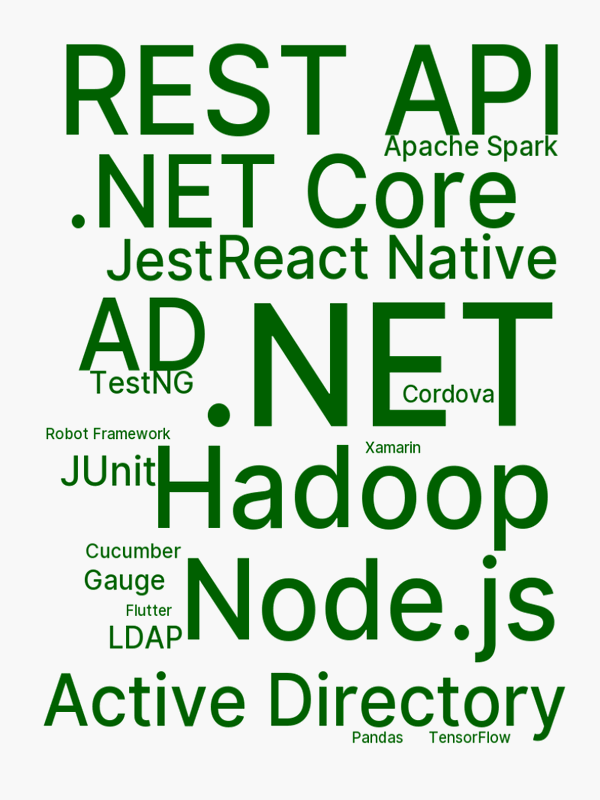 REST API
Apache Spark
.NET Core
Jest
React Native
AD
.NET
TestNG
Cordova
Robot Framework
Xamarin
JUnit
Hadoop
Cucumber
Gauge
Node.js
Flutter
LDAP
Active Directory
Pandas
TensorFlow